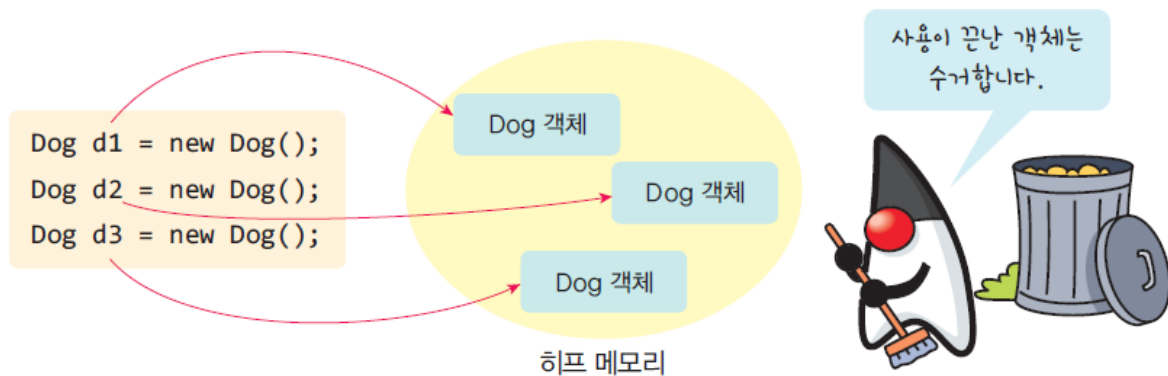 Dog d1 = new Dog();
Dog d2 = new Dog();
Dog d3 = new Dog();
Dog 객체
Dog 객체
Dog 객체
히프 메모리
사용이 끝난 객체는
수거합니다.